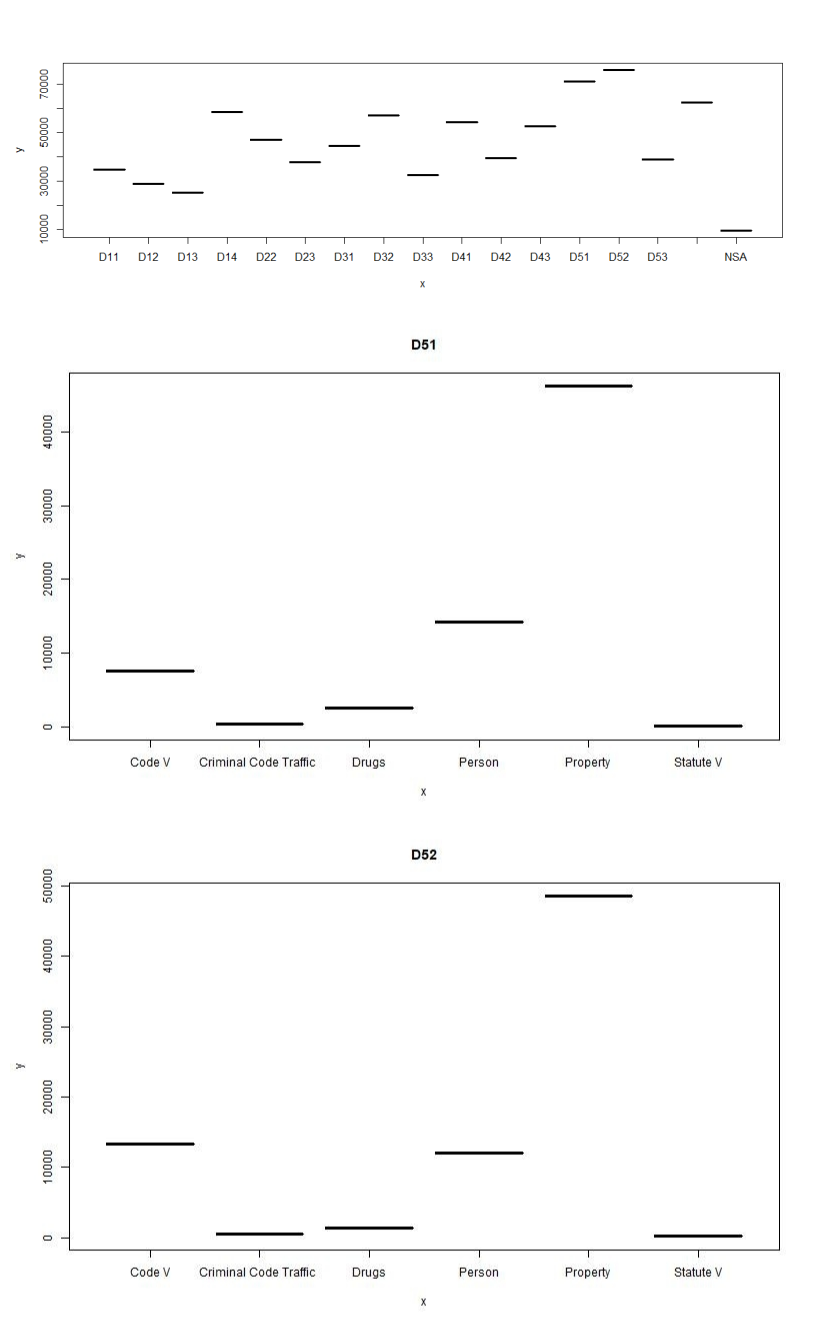 70000
50000
30000
10000
y
D11 D12 D13 D14 D22 D23 D31 D32 D33 D41 D42 D43 D51 D52 D53 NSA
x
D51
40000
30000
20000
10000
0
y
Code V Criminal Code Traffic Drugs Person Property Statute V
x
D52
50000
40000
30000
20000
10000
0
y
Code V Criminal Code Traffic Drugs Person Property Statute V
x